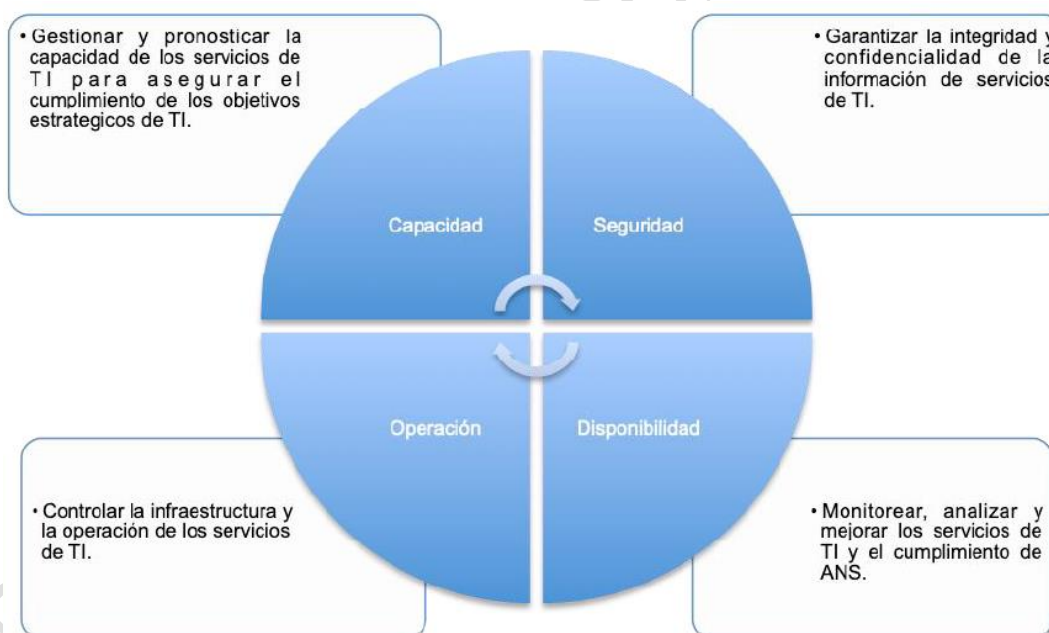 • Gestionar y pronosticar la
capacidad de los servicios de
TI para asegurar el
cumplimiento de los objetivos
estrategicos de TI.
• Garantizar la integridad y
confidencialidad de la
información de servicios
de TI.
Capacidad
Seguridad
Operación
Disponibilidad
• Controlar la infraestructura y
la operación de los servicios
de TI.
• Monitorear, analizar y
mejorar los servicios de
TI y el cumplimiento de
ANS.